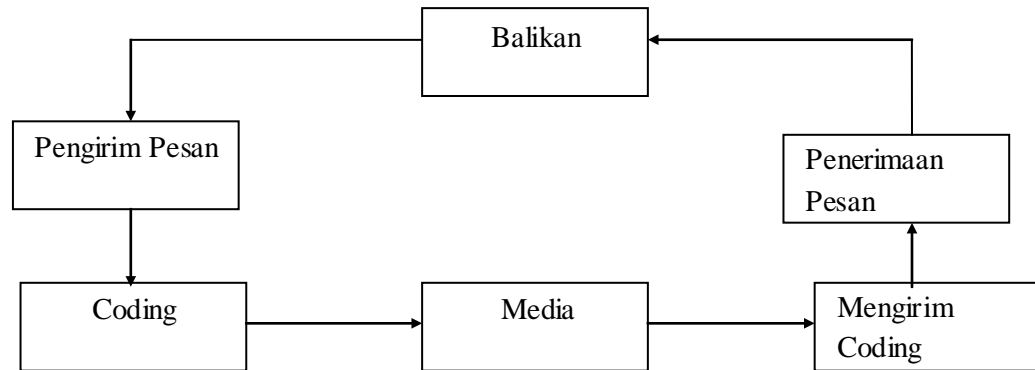 Balikan
Pengirim Pesan
Penerimaan
Pesan
Coding
Media
Mengirim
Coding